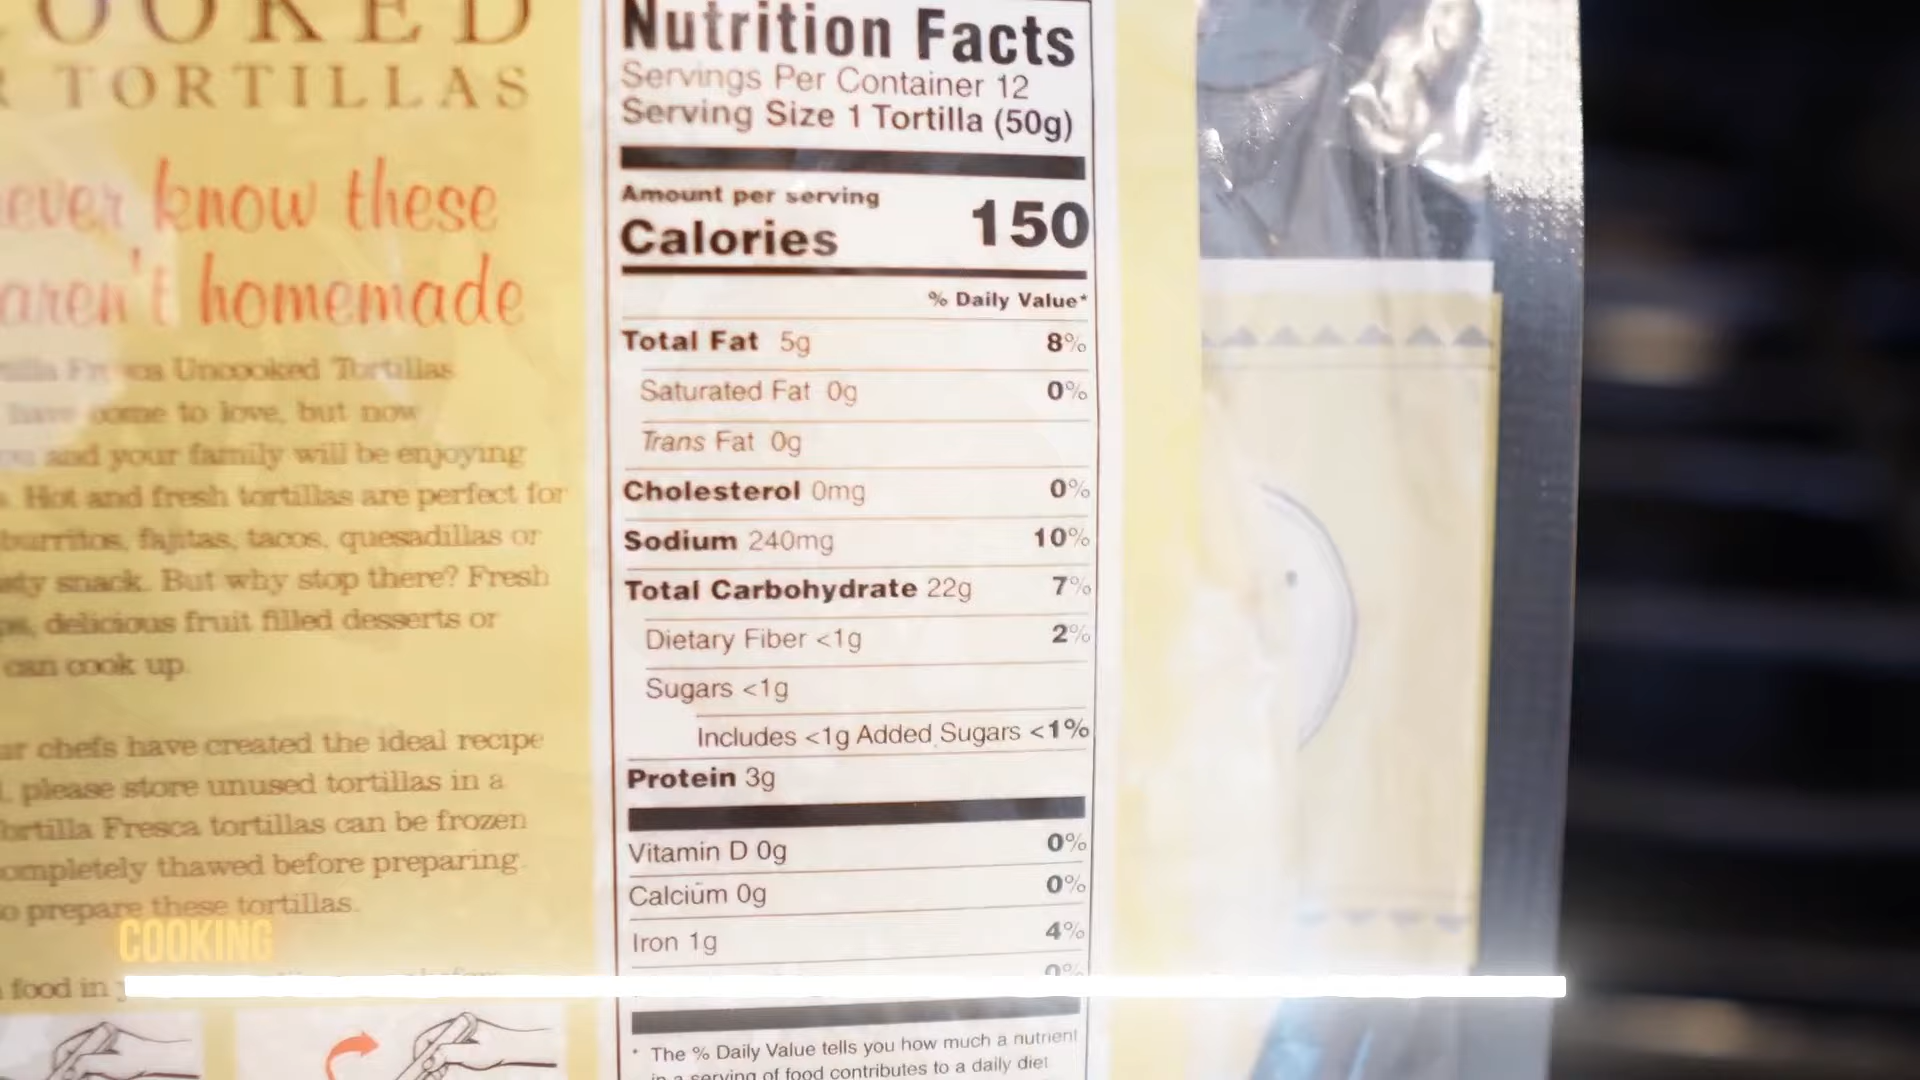 OOKED
R TORTILLAS
ever know these
aren't homemade
Uncooked Tortillas
have come to love, but now
and your family will be enjoying
Hot and fresh tortillas are perfect for
burritos, fajitas, tacos, quesadillas or
snack. But why stop there? Fresh
delicious fruit filled desserts or
can cook up.
ar chefs have created the ideal recipe
please store unused tortillas in a
ortilla Fresca tortillas can be frozen
ompletely thawed before preparing.
o prepare these tortillas.
COOKING
food in
Nutrition Facts
Servings Per Container 12
Serving Size 1 Tortilla (50g)
Amount per serving
Calories 150
% Daily Value*
Total Fat 5g 8%
Saturated Fat 0g 0%
Trans Fat 0g
Cholesterol 0mg 0%
Sodium 240mg 10%
Total Carbohydrate 22g 7%
Dietary Fiber <1g 2%
Sugars <1g
Includes <1g Added Sugars <1%
Protein 3g
Vitamin D 0g 0%
Calcium 0g 0%
Iron 1g 4%
0%
* The % Daily Value tells you how much a nutrient
in a serving of food contributes to a daily diet